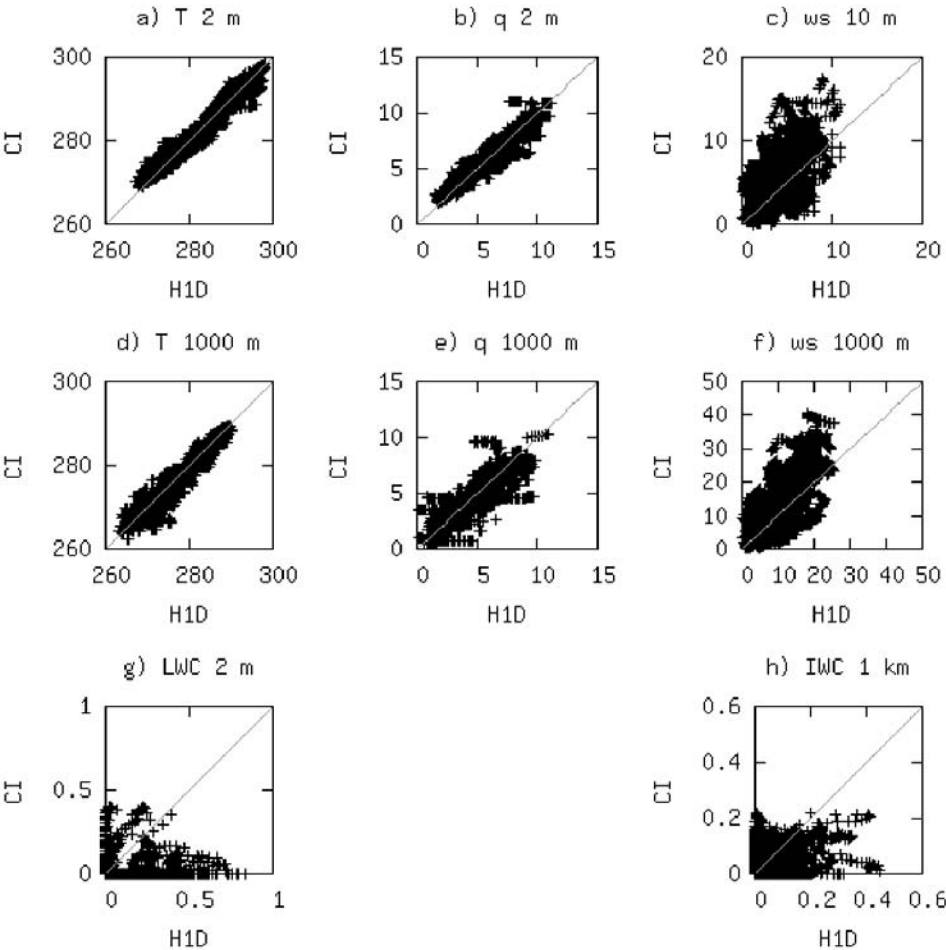 a) T 2 m
b) q 2 m
c) ws 10 m
300
280
260
CI
260 280 300
H1D
15
10
5
0
CI
0 5 10 15
H1D
20
10
0
CI
0 10 20
H1D
d) T 1000 m
e) q 1000 m
f) ws 1000 m
300
280
260
CI
260 280 300
H1D
15
10
5
0
CI
0 5 10 15
H1D
50
40
30
20
10
0
CI
0 10 20 30 40 50
H1D
g) LWC 2 m
h) IWC 1 km
1
0.5
0
CI
0 0.5 1
H1D
0.6
0.4
0.2
0
CI
0 0.2 0.4 0.6
H1D